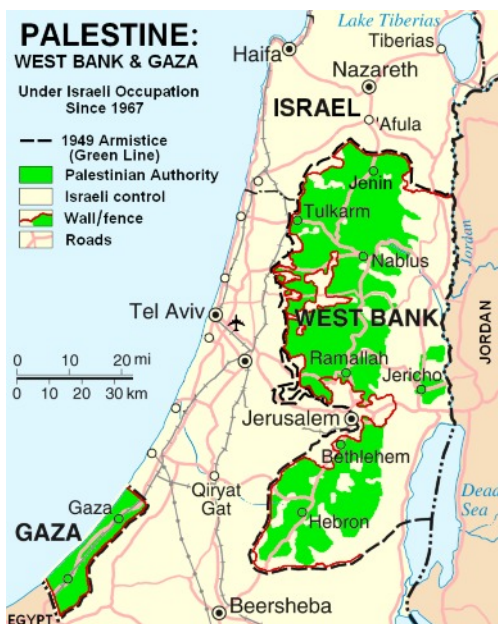 PALESTINE:
WEST BANK & GAZA
Under Israeli Occupation
Since 1967
1949 Armistice
(Green Line)
Palestinian Authority
Israeli control
Wall/fence
Roads
Lake Tiberias
Haifa
Tiberias
Nazareth
ISRAEL
'Afula
Jenin
Tulkarm
Nablus
Jordan
Tel Aviv
WEST BANK
JORDAN
0 10 20 mi
0 10 20 30 km
Ramallah
Jericho
Jerusalem
Bethlehem
Qiryat
Gat
Gaza
GAZA
Hebron
Dead
Sea
Beersheba
EGYPT